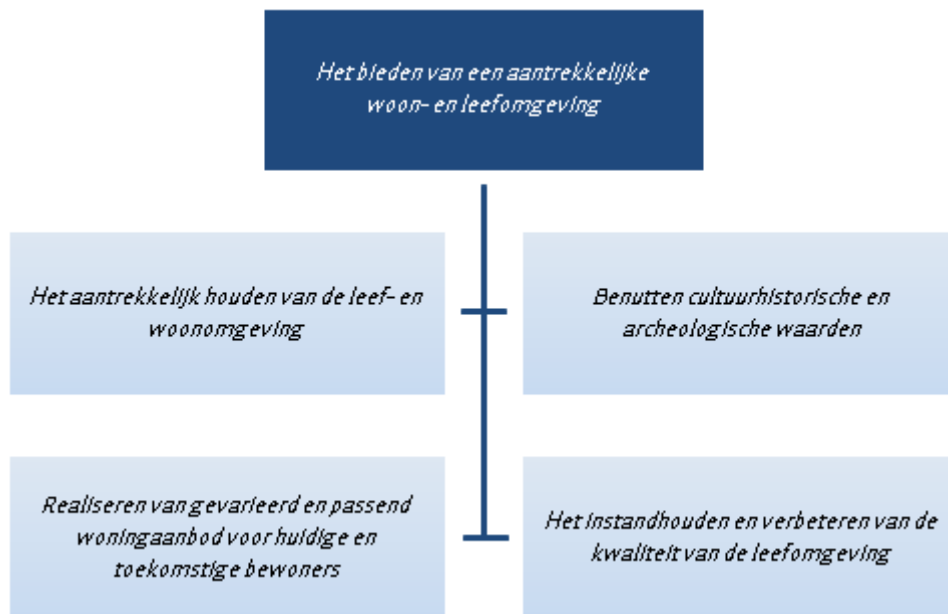 Het bieden van een aantrekkelijke
woon- en leefomgeving
Het aantrekkelijk houden van de leef- en
woonomgeving
Benutten cultuurhistorische en
archeologische waarden
Realiseren van gevarieerd en passend
woningaanbod voor huidige en
toekomstige bewoners
Het instandhouden en verbeteren van de
kwaliteit van de leefomgeving